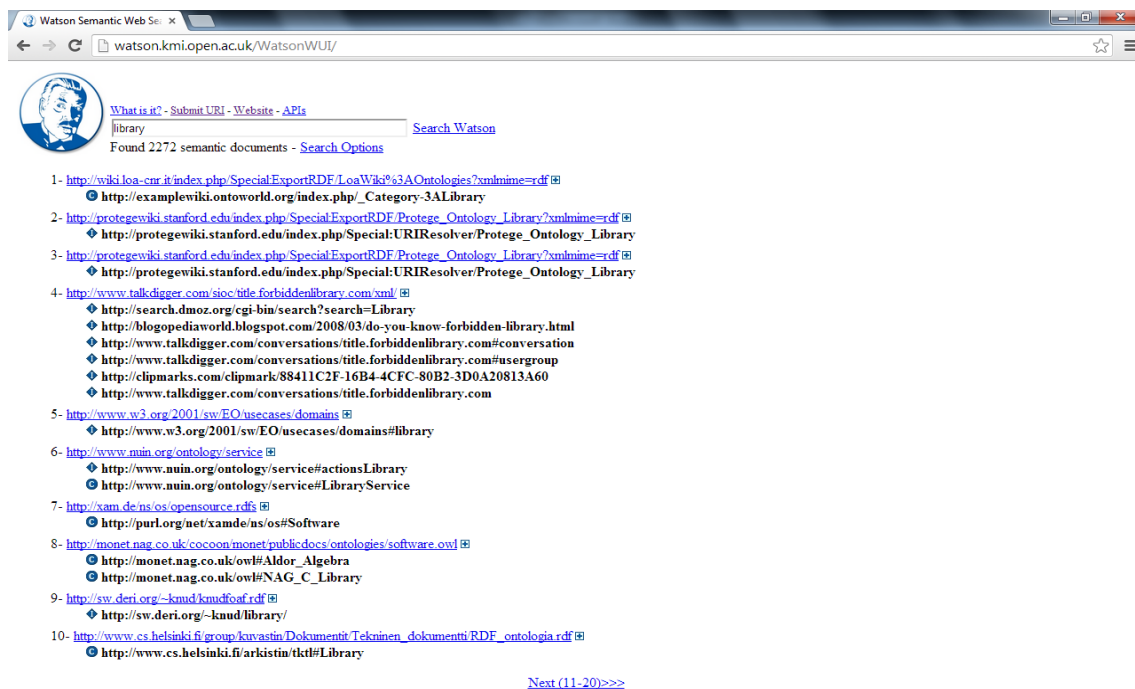 Watson Semantic Web Sea
watson.kmi.open.ac.uk/WatsonWUI/
What is it? - Submit URI - Website - APIs
library Search Watson
Found 2272 semantic documents - Search Options
1- http://wiki.loa-cnr.it/index.php/Special:ExportRDF/LoaWiki%3AOntologies?xmlmime=rdf
C http://examplewiki.ontoworld.org/index.php/_Category-3ALibrary
2- http://protegewiki.stanford.edu/index.php/Special:ExportRDF/Protege_Ontology_Library?xmlmime=rdf
I http://protegewiki.stanford.edu/index.php/Special:URIResolver/Protege_Ontology_Library
3- http://protegewiki.stanford.edu/index.php/Special:ExportRDF/Protege_Ontology_Library?xmlmime=rdf
I http://protegewiki.stanford.edu/index.php/Special:URIResolver/Protege_Ontology_Library
4- http://www.talkdigger.com/sioc/title.forbiddenlibrary.com/xml/
I http://search.dmoz.org/cgi-bin/search?search=Library
I http://blogopediaworld.blogspot.com/2008/03/do-you-know-forbidden-library.html
I http://www.talkdigger.com/conversations/title.forbiddenlibrary.com#conversation
I http://www.talkdigger.com/conversations/title.forbiddenlibrary.com#usergroup
I http://clipmarks.com/clipmark/88411C2F-16B4-4CFC-80B2-3D0A20813A60
I http://www.talkdigger.com/conversations/title.forbiddenlibrary.com
5- http://www.w3.org/2001/sw/EO/usecases/domains
I http://www.w3.org/2001/sw/EO/usecases/domains#library
6- http://www.nuin.org/ontology/service
I http://www.nuin.org/ontology/service#actionsLibrary
C http://www.nuin.org/ontology/service#LibraryService
7- http://xam.de/ns/os/opensource.rdfs
C http://purl.org/net/xamde/ns/os#Software
8- http://monet.nag.co.uk/cocoon/monet/publicdocs/ontologies/software.owl
C http://monet.nag.co.uk/owl#Aldor_Algebra
C http://monet.nag.co.uk/owl#NAG_C_Library
9- http://sw.deri.org/~knud/knudfoaf.rdf
I http://sw.deri.org/~knud/library/
10- http://www.cs.helsinki.fi/group/kuvastin/Dokumentit/Tekninen_dokumentti/RDF_ontologia.rdf
C http://www.cs.helsinki.fi/arkistin/tktl#Library
Next (11-20)>>>